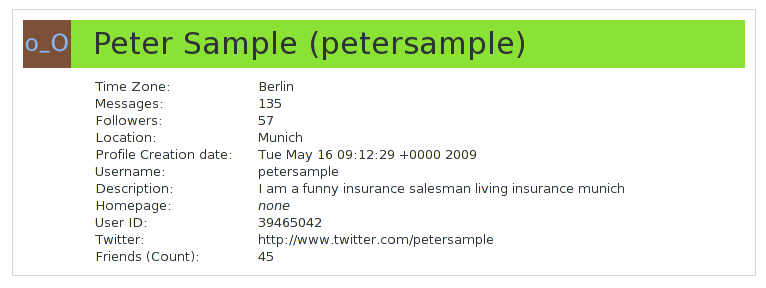 o_O Peter Sample (petersample)
Time Zone: Berlin
Messages: 135
Followers: 57
Location: Munich
Profile Creation date: Tue May 16 09:12:29 +0000 2009
Username: petersample
Description: I am a funny insurance salesman living insurance munich
Homepage: none
User ID: 39465042
Twitter: http://www.twitter.com/petersample
Friends (Count): 45